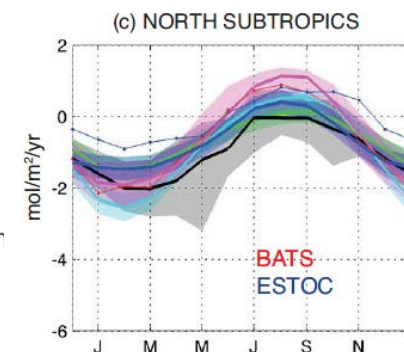 (c) NORTH SUBTROPICS
2
0
-2
-4
-6
mol/m²/yr
BATS
ESTOC
J M M J S N